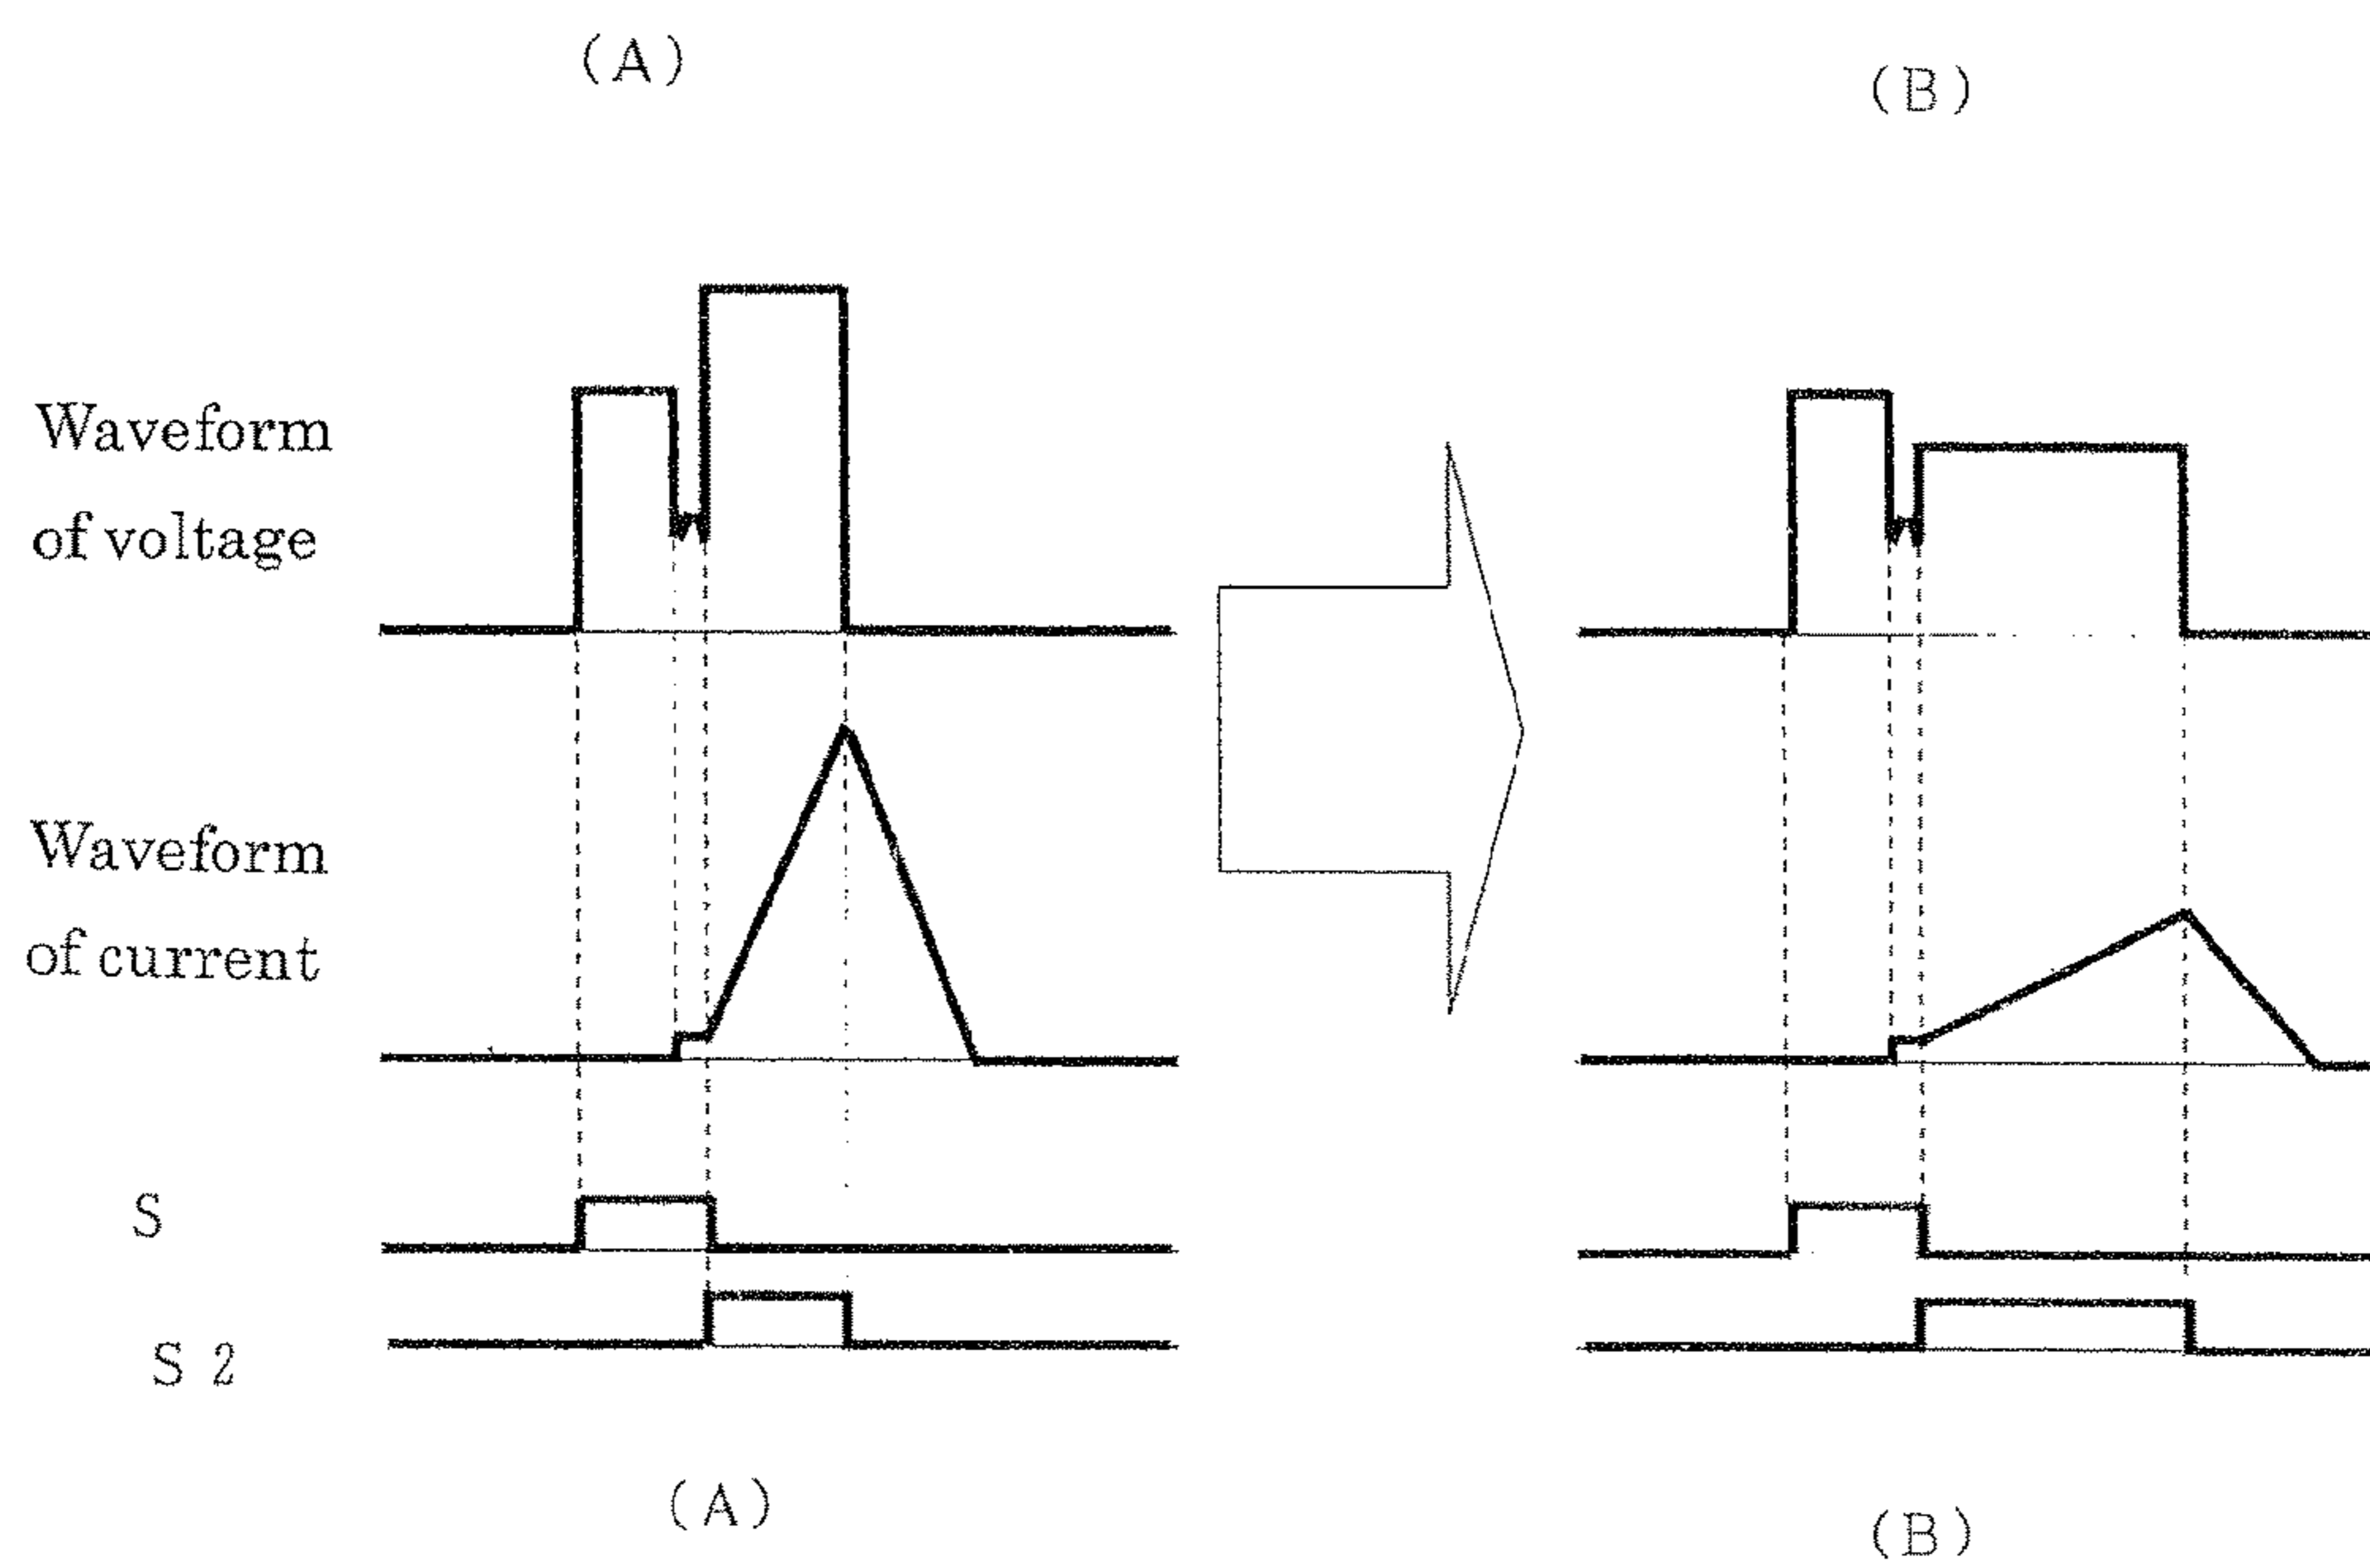 (A)
(B)
Waveform
of voltage
Waveform
of current
S
S 2
(A)
(B)